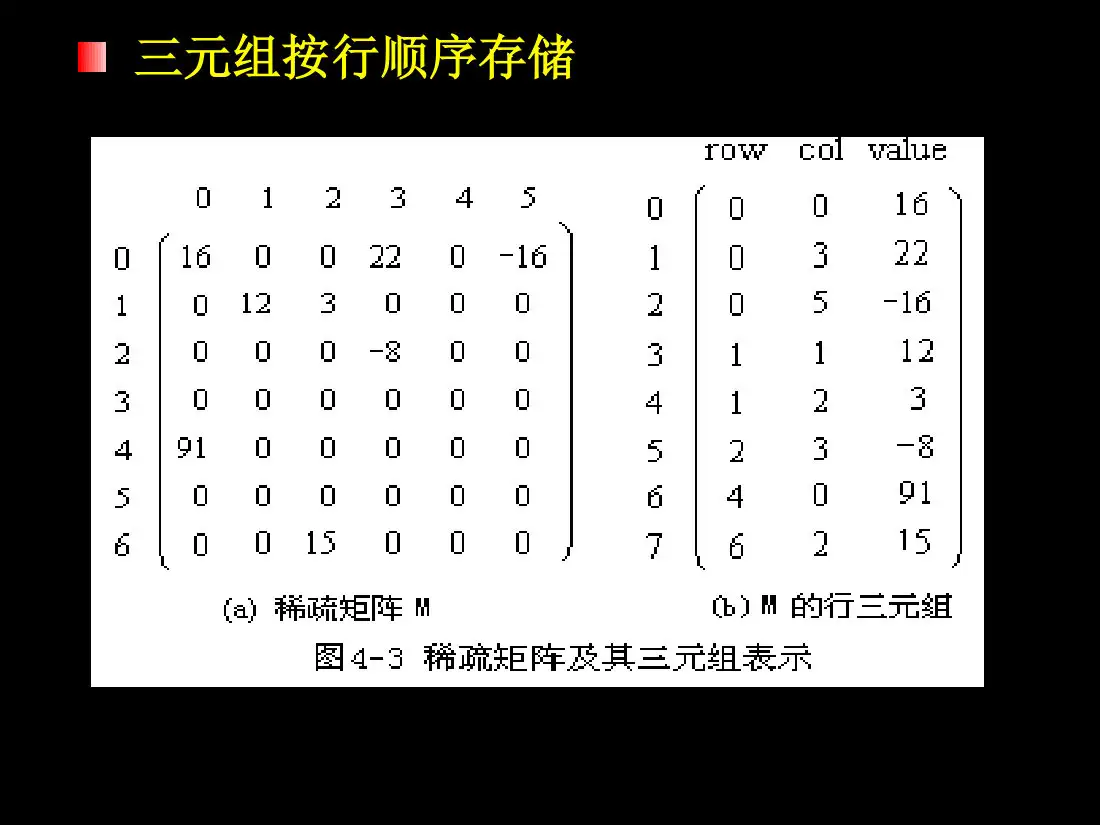 三元组按行顺序存储
0 1 2 3 4 5
0 16 0 0 22 0 -16
1 0 12 3 0 0 0
2 0 0 0 -8 0 0
3 0 0 0 0 0 0
4 91 0 0 0 0 0
5 0 0 0 0 0 0
6 0 0 15 0 0 0
(a) 稀疏矩阵 M
row col value
0 0 0 16
1 0 3 22
2 0 5 -16
3 1 1 12
4 1 2 3
5 2 3 -8
6 4 0 91
7 6 2 15
(b) M 的行三元组
图4-3 稀疏矩阵及其三元组表示